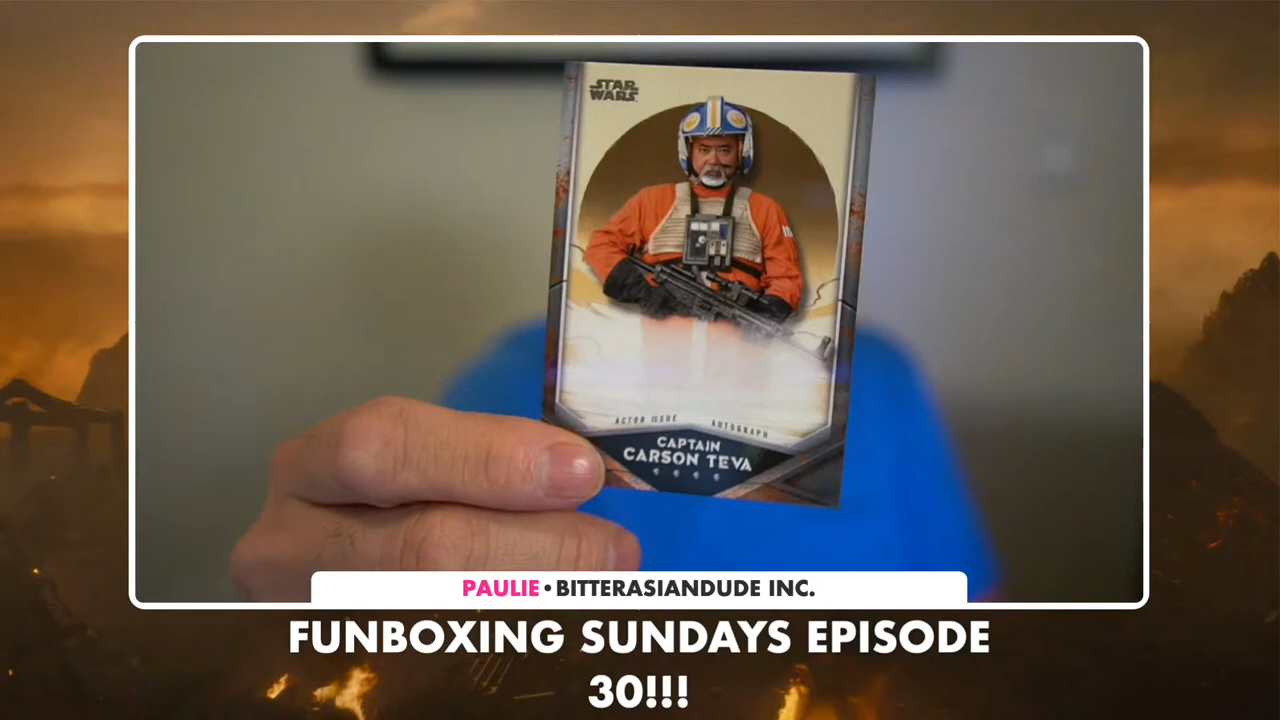 STAR
WARS
ACTOR ISSUE AUTOGRAPH
CAPTAIN
CARSON TEVA
PAULIE • BITTERASIANDUDE INC.
FUNBOXING SUNDAYS EPISODE
30!!!